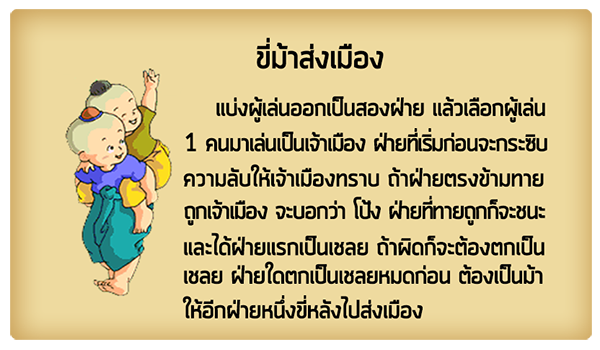 ขี่ม้าส่งเมือง
แบ่งผู้เล่นออกเป็นสองฝ่าย แล้วเลือกผู้เล่น
1 คนมาเล่นเป็นเจ้าเมือง ฝ่ายที่เริ่มก่อนจะกระซิบ
ความลับให้เจ้าเมืองทราบ ถ้าฝ่ายตรงข้ามทาย
ถูกเจ้าเมือง จะบอกว่า โป้ง ฝ่ายที่ทายถูกก็จะชนะ
และได้ฝ่ายแรกเป็นเชลย ถ้าผิดก็จะต้องตกเป็น
เชลย ฝ่ายใดตกเป็นเชลยหมดก่อน ต้องเป็นม้า
ให้อีกฝ่ายหนึ่งขี่หลังไปส่งเมือง